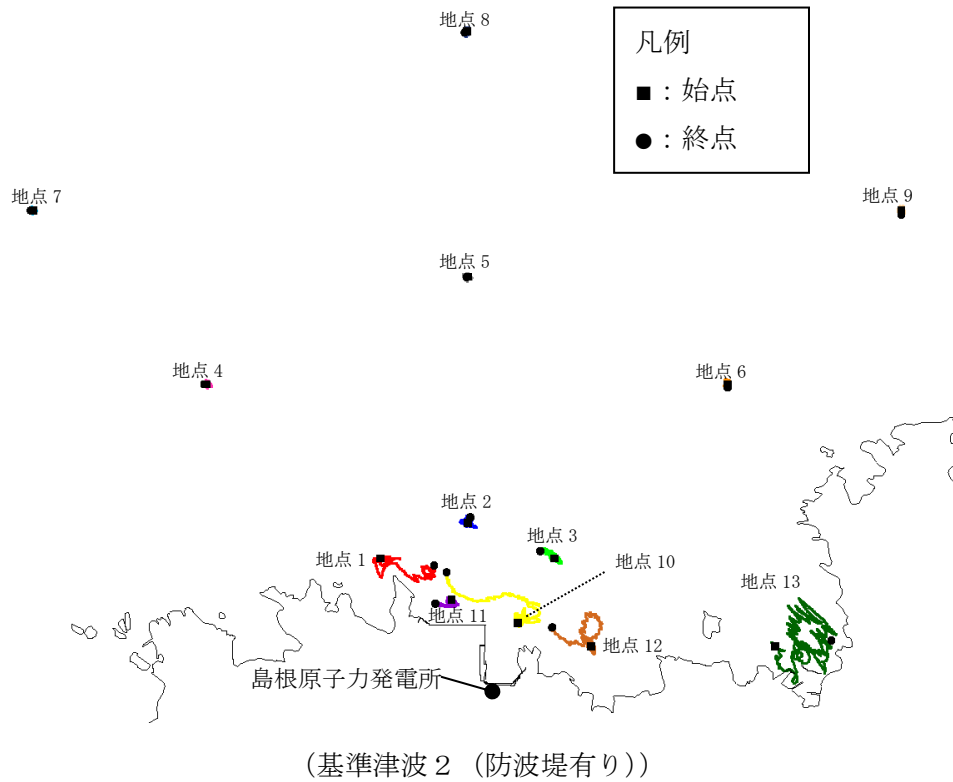 地点 8
凡例
■：始点
●：終点
地点 7
地点 9
地点 5
地点 4
地点 6
地点 2
地点 3
地点 1
地点 10
地点 13
地点 11
地点 12
島根原子力発電所
(基準津波２（防波堤有り）)